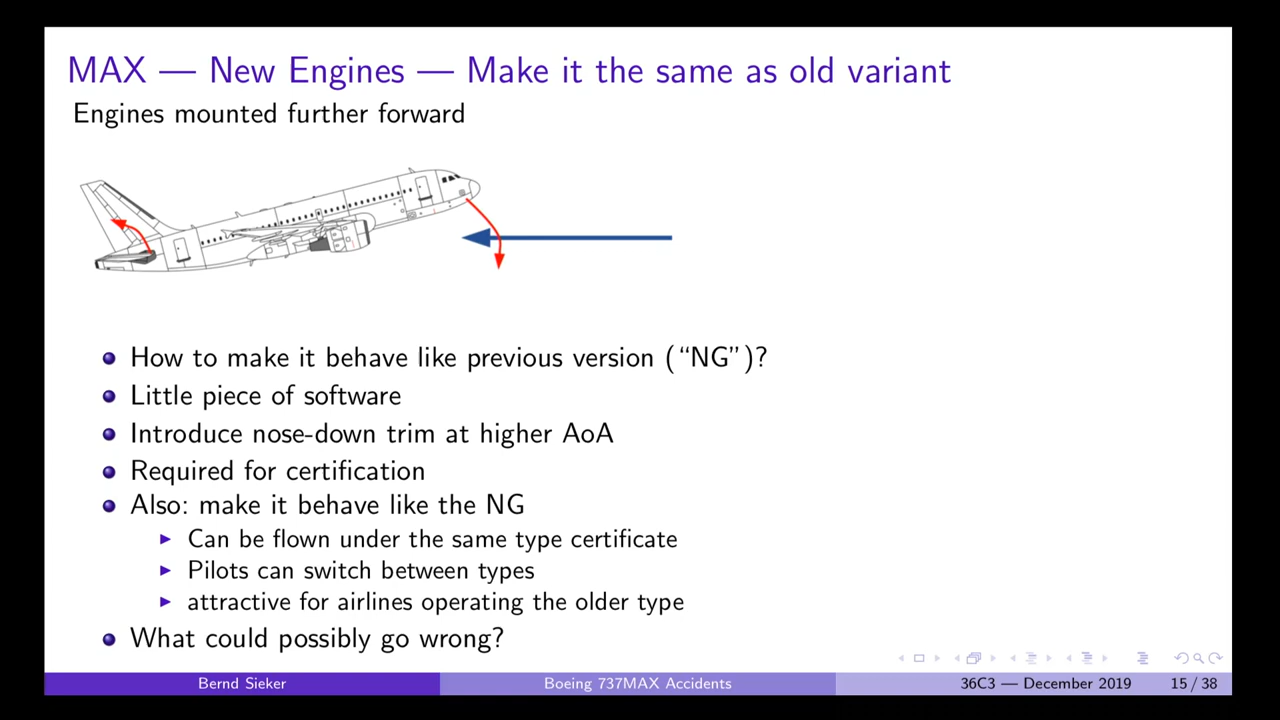 MAX — New Engines — Make it the same as old variant
Engines mounted further forward
How to make it behave like previous version (“NG”)?
Little piece of software
Introduce nose-down trim at higher AoA
Required for certification
Also: make it behave like the NG
Can be flown under the same type certificate
Pilots can switch between types
attractive for airlines operating the older type
What could possibly go wrong?
Bernd Sieker
Boeing 737MAX Accidents
36C3 — December 2019
15 / 38